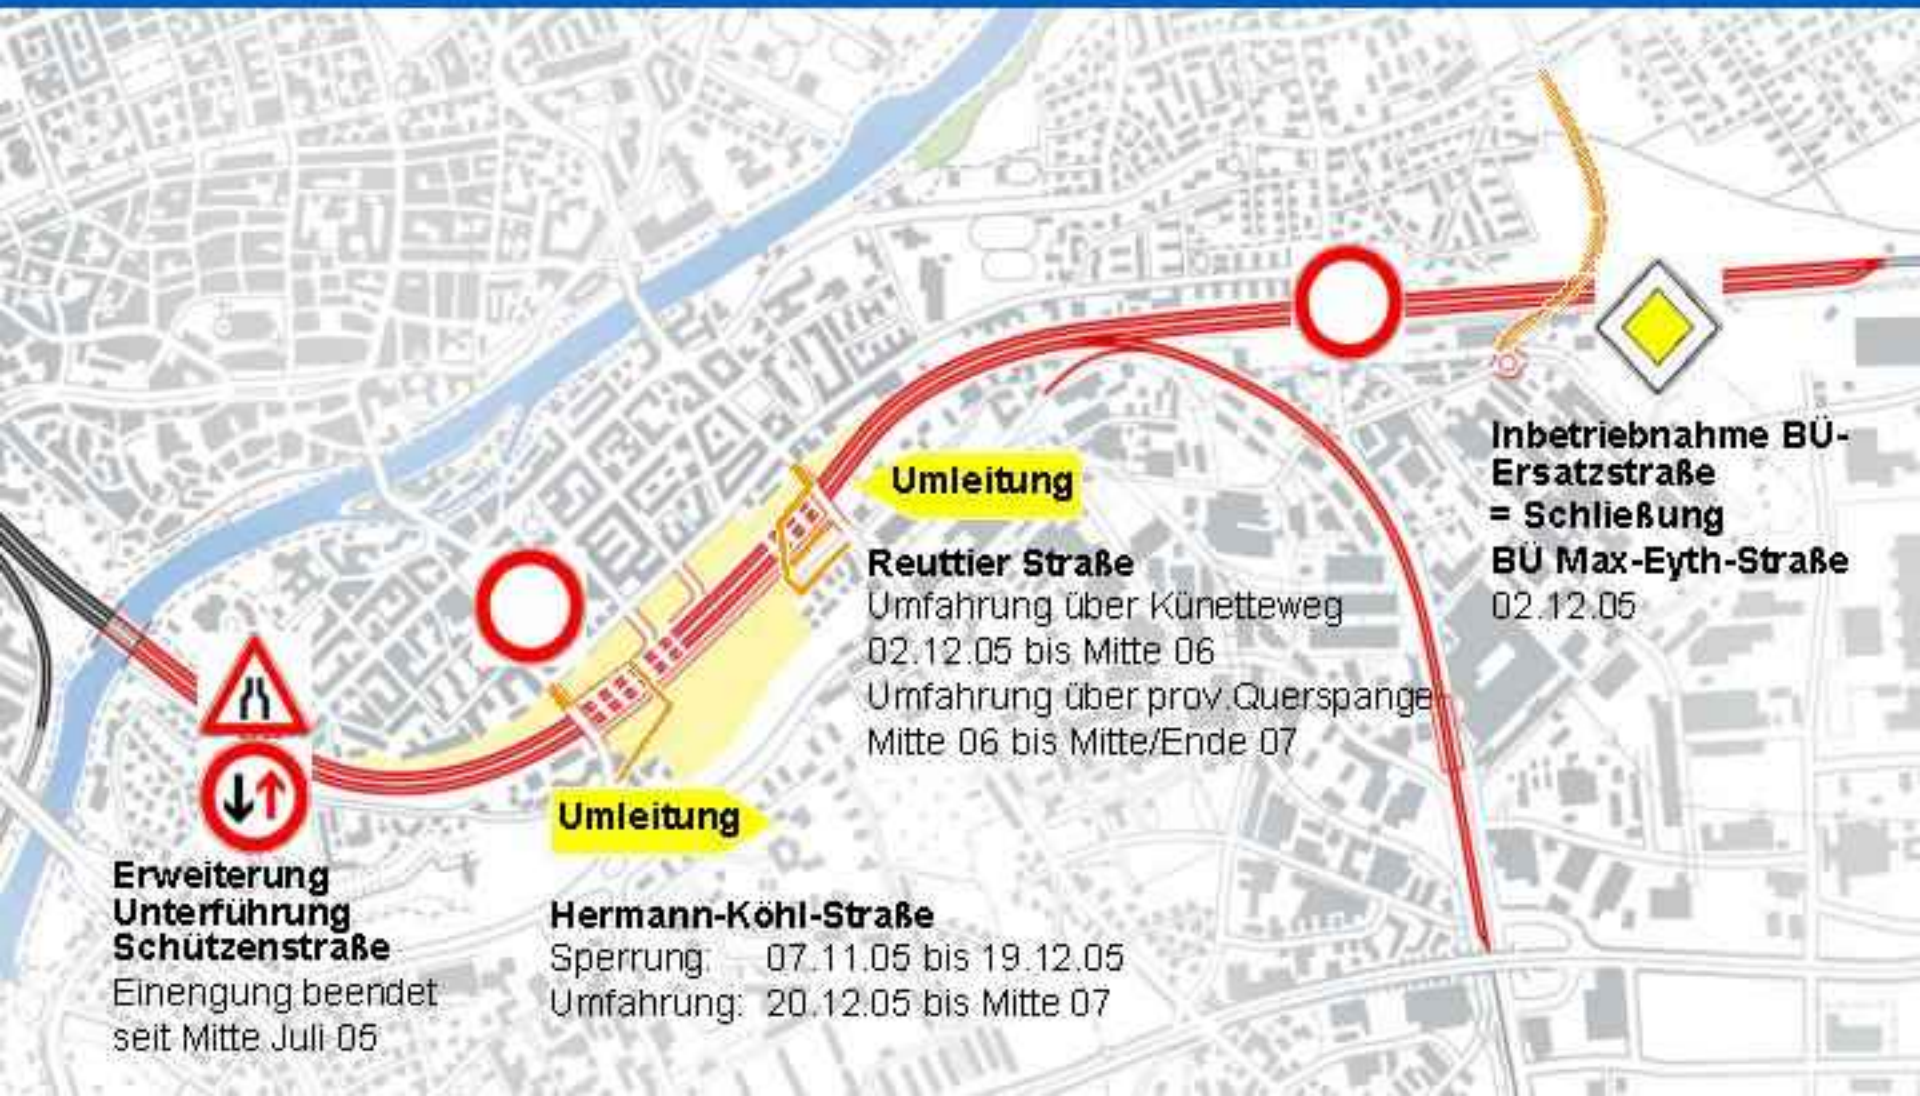 Umleitung
Reuttier Straße
Umfahrung über Künetteweg
02.12.05 bis Mitte 06
Umfahrung über prov.Querspange
Mitte 06 bis Mitte/Ende 07
Inbetriebnahme BÜ-
Ersatzstraße
= Schließung
BÜ Max-Eyth-Straße
02.12.05
Umleitung
Hermann-Köhl-Straße
Sperrung: 07.11.05 bis 19.12.05
Umfahrung: 20.12.05 bis Mitte 07
Erweiterung
Unterführung
Schützenstraße
Einengung beendet
seit Mitte Juli 05